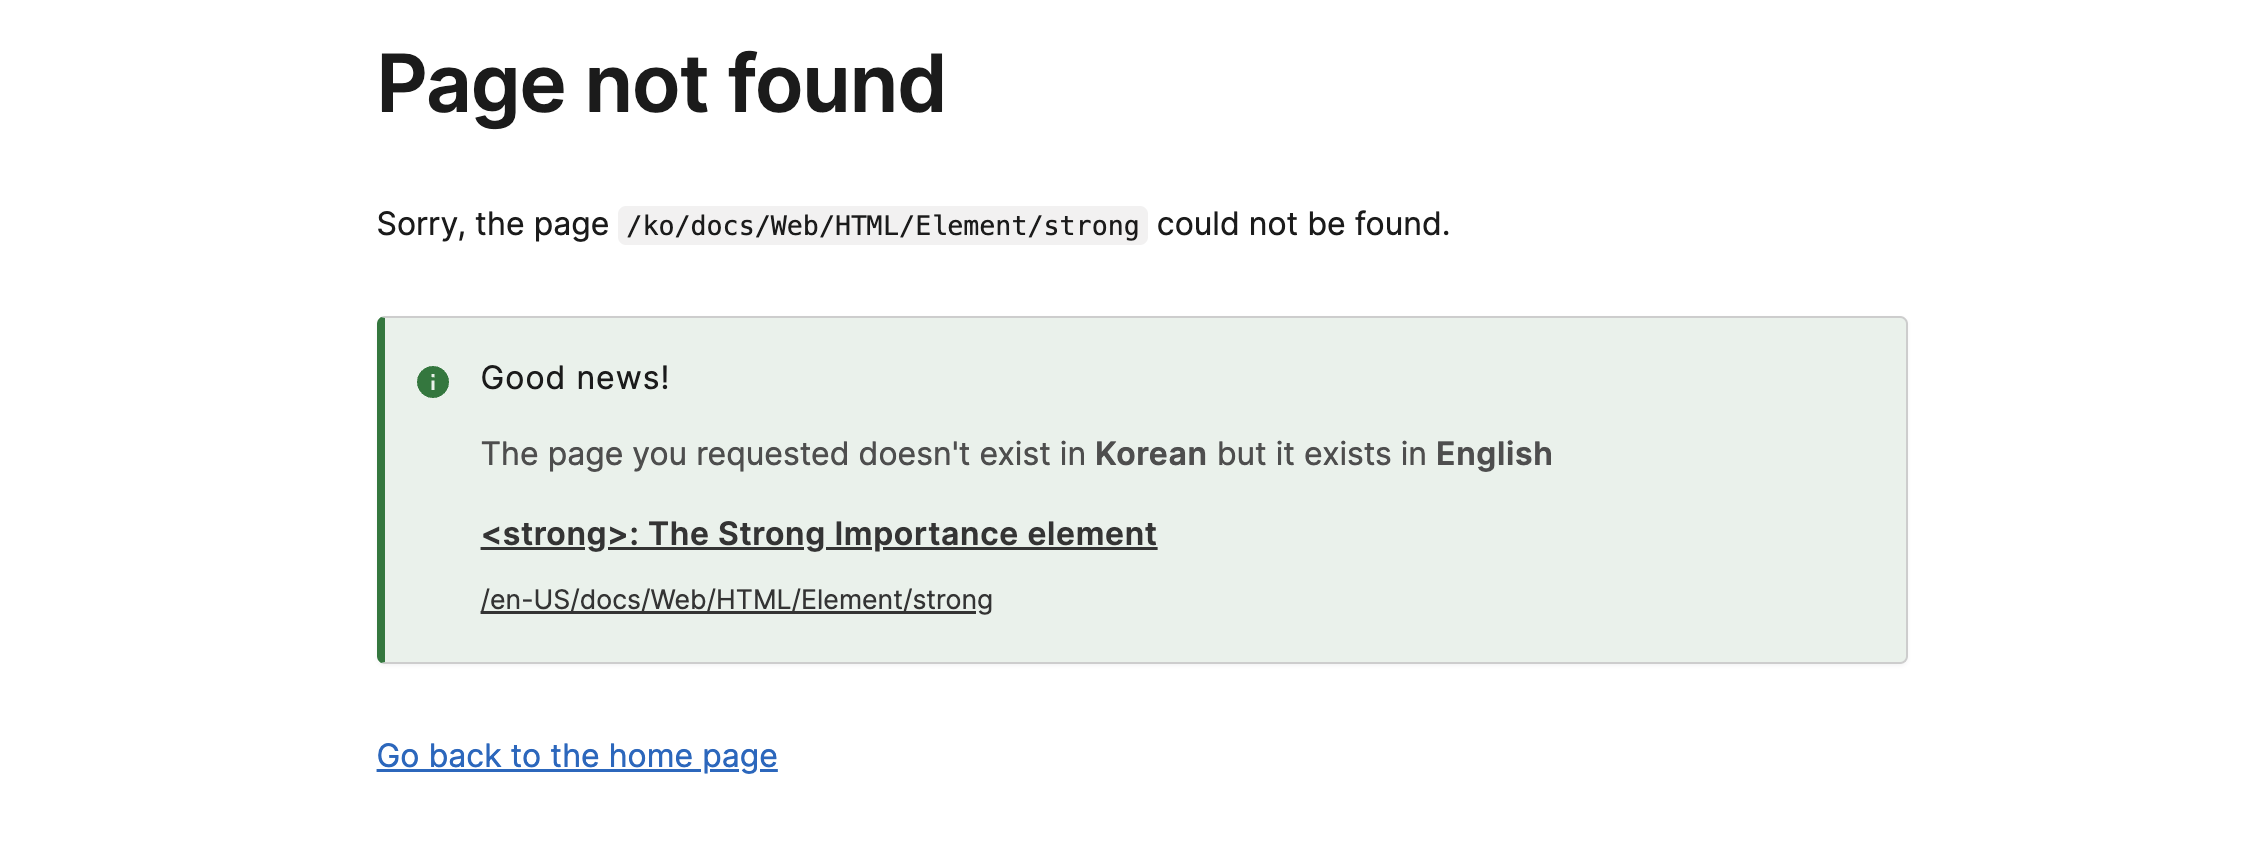 Page not found
Sorry, the page /ko/docs/Web/HTML/Element/strong could not be found.
Good news!
The page you requested doesn't exist in Korean but it exists in English
<strong>: The Strong Importance element
/en-US/docs/Web/HTML/Element/strong
Go back to the home page